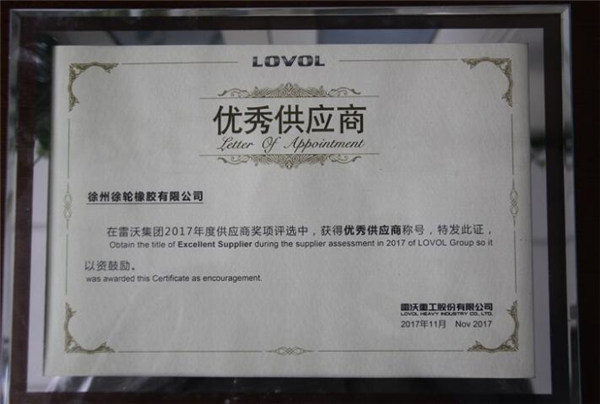 LOVOL
优秀供应商
Letter Of Appointment
徐州徐轮橡胶有限公司
在雷沃集团2017年度供应商奖项评选中，获得优秀供应商称号，特发此证，
Obtain the title of Excellent Supplier during the supplier assessment in 2017 of LOVOL Group so it
以资鼓励。
was awarded this Certificate as encouragement.
雷沃重工股份有限公司
LOVOL HEAVY INDUSTRY CO., LTD.
2017年11月 Nov 2017